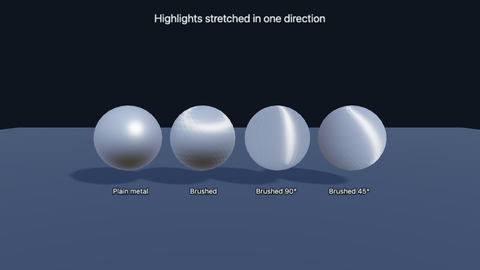 Highlights stretched in one direction
Plain metal
Brushed
Brushed 90°
Brushed 45°